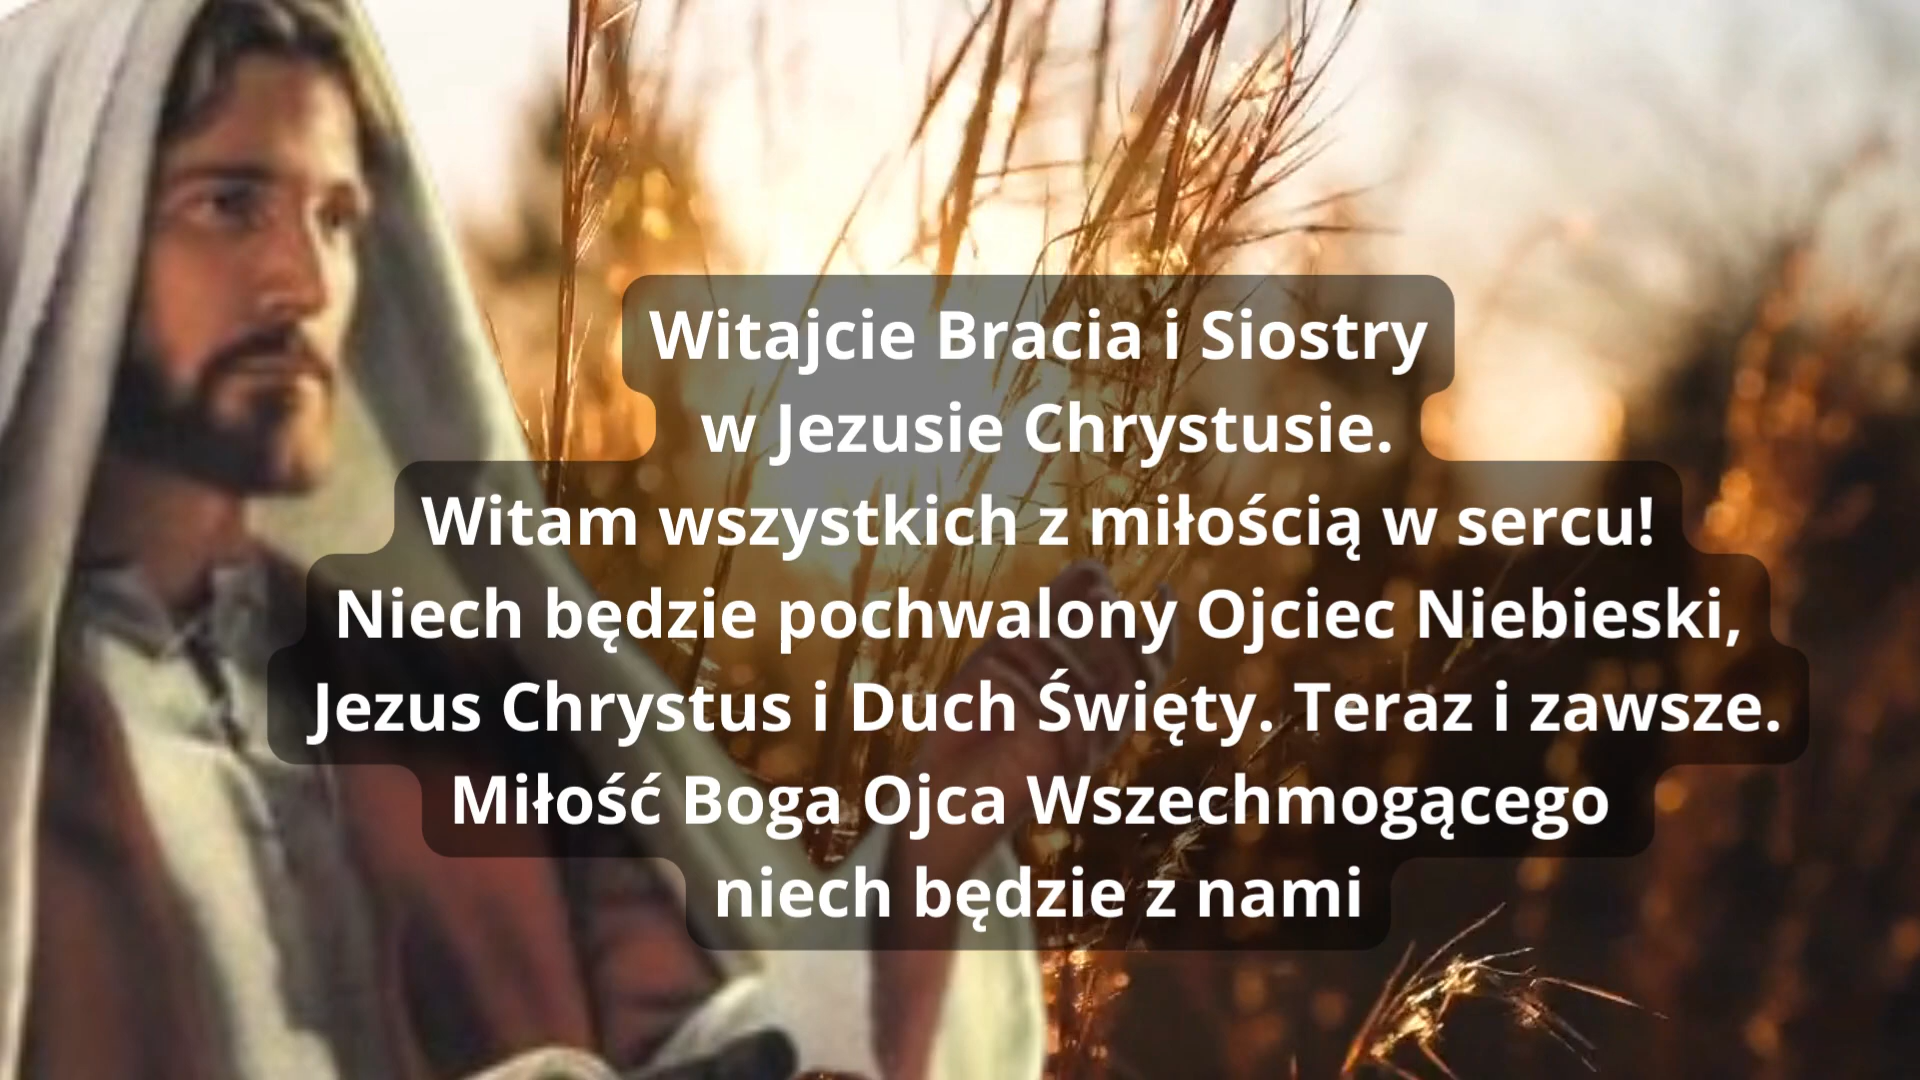 Witajcie Bracia i Siostry
w Jezusie Chrystusie.
Witam wszystkich z miłością w sercu!
Niech będzie pochwalony Ojciec Niebieski,
Jezus Chrystus i Duch Święty. Teraz i zawsze.
Miłość Boga Ojca Wszechmogącego
niech będzie z nami